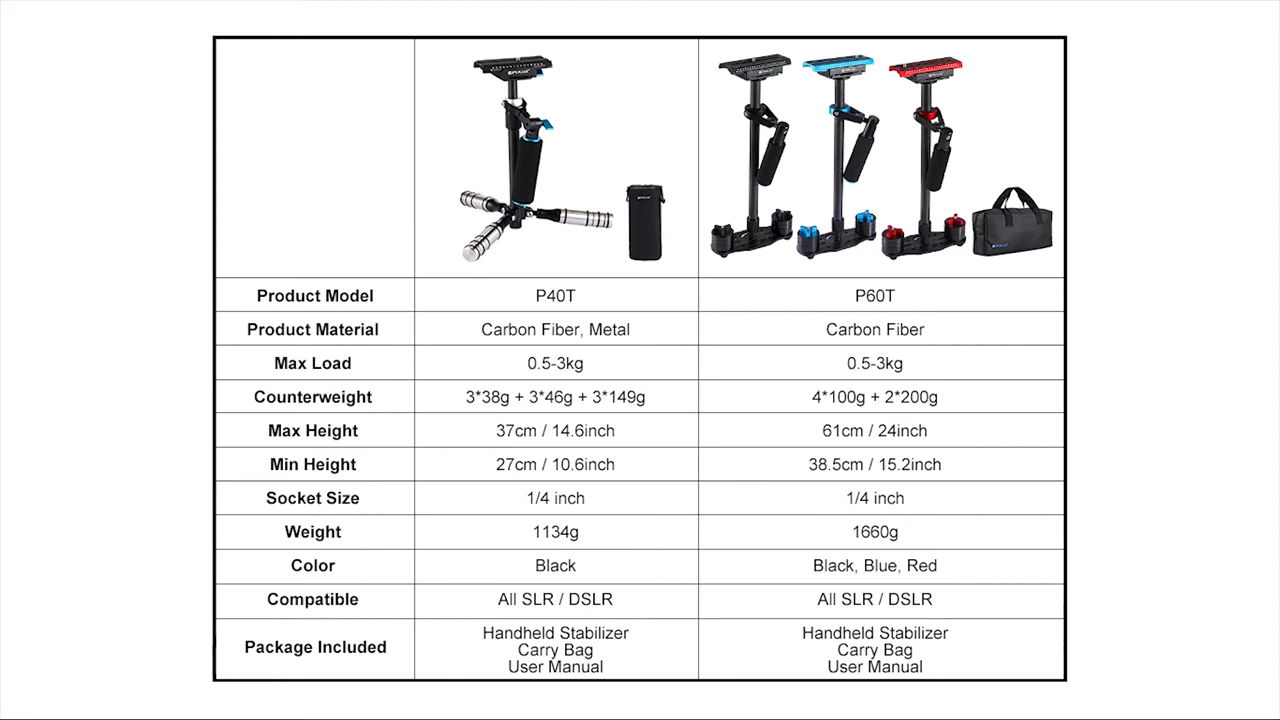 PULUZ
PULUZ
Product Model P40T P60T
Product Material Carbon Fiber, Metal Carbon Fiber
Max Load 0.5-3kg 0.5-3kg
Counterweight 3*38g + 3*46g + 3*149g 4*100g + 2*200g
Max Height 37cm / 14.6inch 61cm / 24inch
Min Height 27cm / 10.6inch 38.5cm / 15.2inch
Socket Size 1/4 inch 1/4 inch
Weight 1134g 1660g
Color Black Black, Blue, Red
Compatible All SLR / DSLR All SLR / DSLR
Package Included Handheld Stabilizer Handheld Stabilizer
Carry Bag Carry Bag
User Manual User Manual